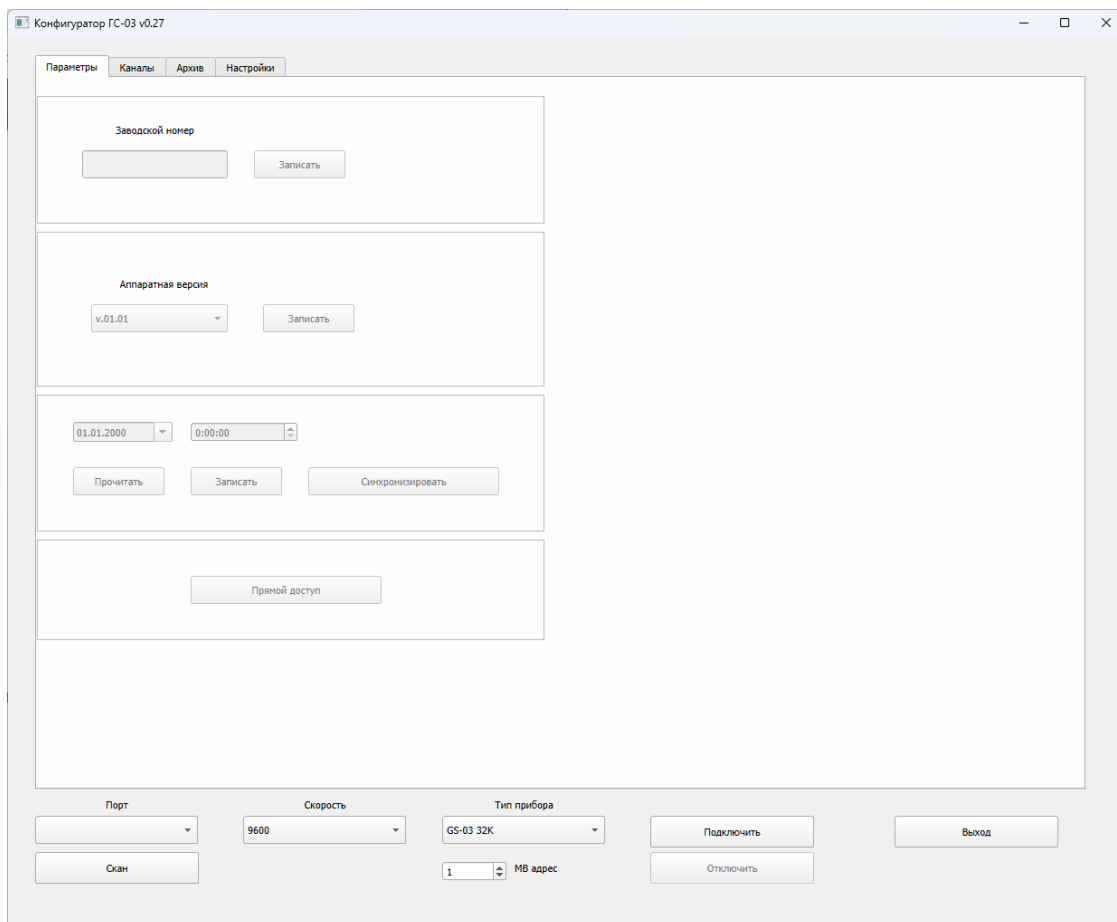 Конфигуратор ГС-03 v0.27
Параметры Каналы Архив Настройки
Заводской номер
Записать
Аппаратная версия
v.01.01 Записать
01.01.2000 0:00:00
Прочитать Записать Синхронизировать
Прямой доступ
Порт Скорость Тип прибора
9600 GS-03 32K Подключить Выход
Скан 1 MB адрес Отключить